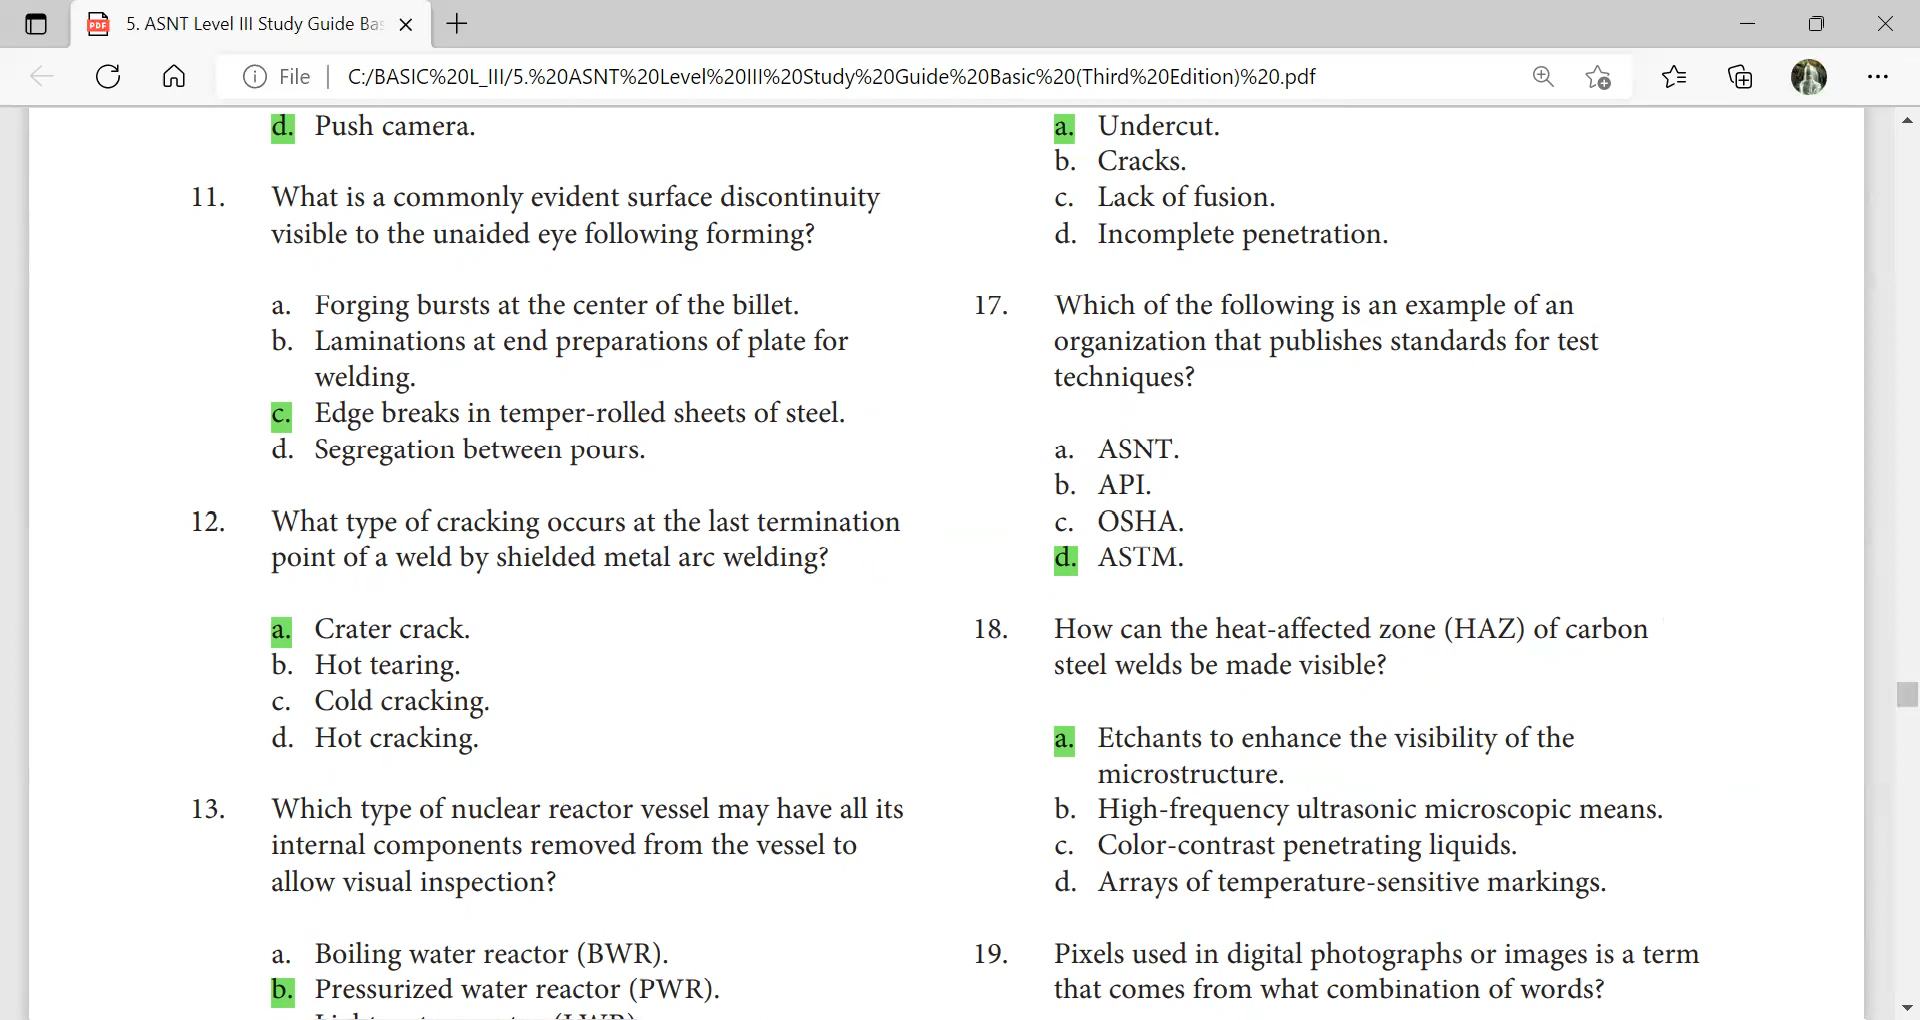 5. ASNT Level III Study Guide Bas
File
C:/BASIC%20L_III/5.%20ASNT%20Level%20III%20Study%20Guide%20Basic%20(Third%20Edition)%20.pdf
d. Push camera.
11. What is a commonly evident surface discontinuity
visible to the unaided eye following forming?
a. Forging bursts at the center of the billet.
b. Laminations at end preparations of plate for
welding.
c. Edge breaks in temper-rolled sheets of steel.
d. Segregation between pours.
12. What type of cracking occurs at the last termination
point of a weld by shielded metal arc welding?
a. Crater crack.
b. Hot tearing.
c. Cold cracking.
d. Hot cracking.
13. Which type of nuclear reactor vessel may have all its
internal components removed from the vessel to
allow visual inspection?
a. Boiling water reactor (BWR).
b. Pressurized water reactor (PWR).
a. Undercut.
b. Cracks.
c. Lack of fusion.
d. Incomplete penetration.
17. Which of the following is an example of an
organization that publishes standards for test
techniques?
a. ASNT.
b. API.
c. OSHA.
d. ASTM.
18. How can the heat-affected zone (HAZ) of carbon
steel welds be made visible?
a. Etchants to enhance the visibility of the
microstructure.
b. High-frequency ultrasonic microscopic means.
c. Color-contrast penetrating liquids.
d. Arrays of temperature-sensitive markings.
19. Pixels used in digital photographs or images is a term
that comes from what combination of words?